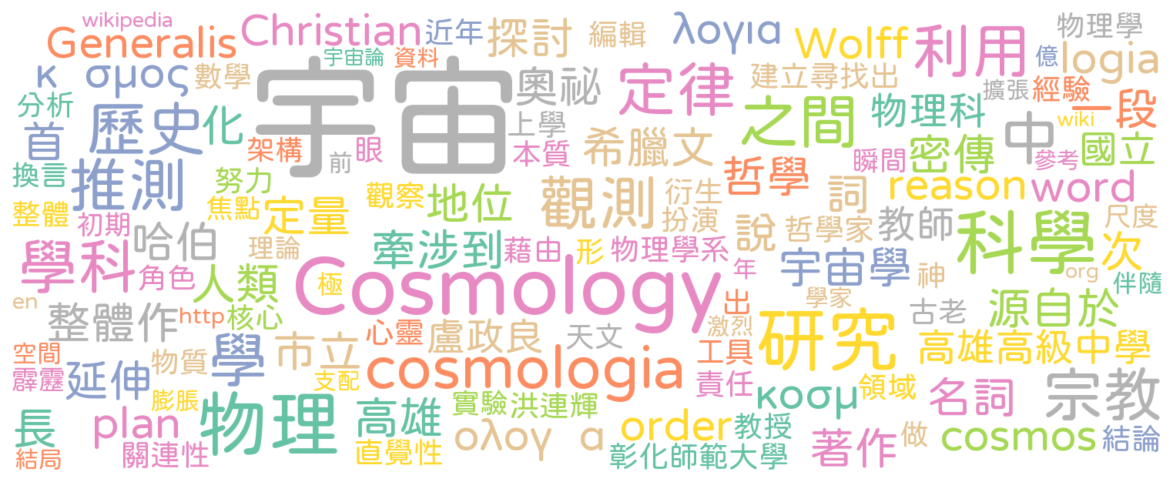 wikipedia
Generalis
Christian
近年
探討
編輯
λογια
Wolff
利用
物理學
億
logia
κ σμος
數學
宇宙論
資料
宇宙
奧祕
定律
建立尋找出
擴張
經驗
一段
分析
首
歷史
化
架構
前
眼
上學
本質
希臘文
之間
物理科
瞬間
密傳
中
wiki
參考
國立
換言
推測
努力
觀察
地位
觀測
衍生
扮演
哲學
詞
reason
word
整體
初期
焦點
定量
哈伯
理論
牽涉到
藉由
形
物理學系
說
哲學家
教師
科學
尺度
次
學科
角色
人類
極
Cosmology
年
宇宙學
神
org
伴隨
en
整體作
http
核心
出
學家
古老
源自於
空間
霹靂
延伸
物質
學
市立
心靈
盧政良
天文
激烈
工具
研究
高雄高級中學
支配
cosmologia
責任
κοσμ
領域
名詞
宗教
長
plan
膨脹
物理
高雄
實驗
洪連輝
order
教授
著作
做
cosmos
結論
結局
關連性
直覺性
ολογ α
彰化師範大學